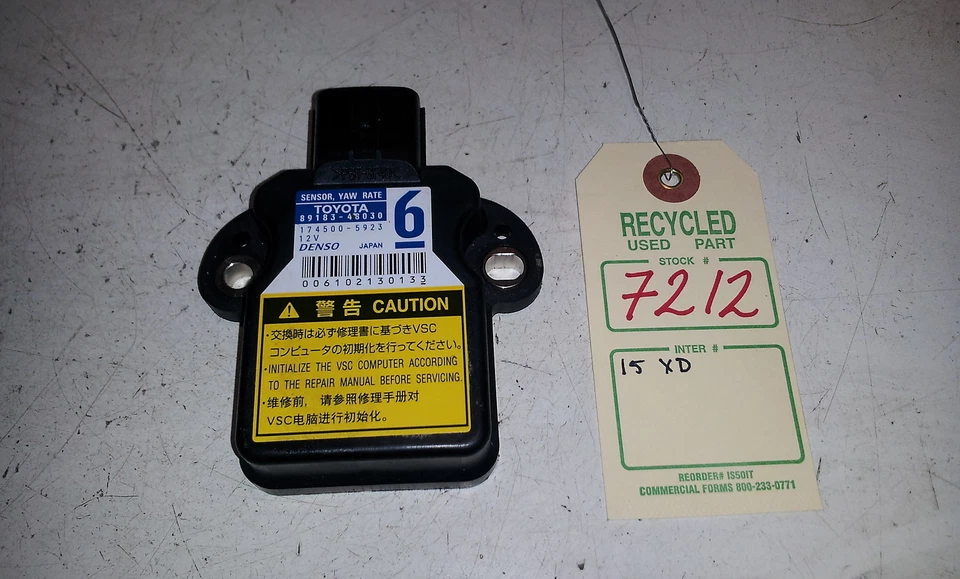 SENSOR, YAW RATE
TOYOTA
89183-48030
6
174500-5923
12V
DENSO JAPAN
006102130133
警告 CAUTION
・交換時は必ず修理書に基づきVSC
コンピュータの初期化を行ってください。
・INITIALIZE THE VSC COMPUTER ACCORDING
TO THE REPAIR MANUAL BEFORE SERVICING.
・维修前，请参照修理手册对
VSC电脑进行初始化。
RECYCLED
USED PART
STOCK #
7212
INTER #
15 XD
REORDER# IS50IT
COMMERCIAL FORMS 800-233-0771